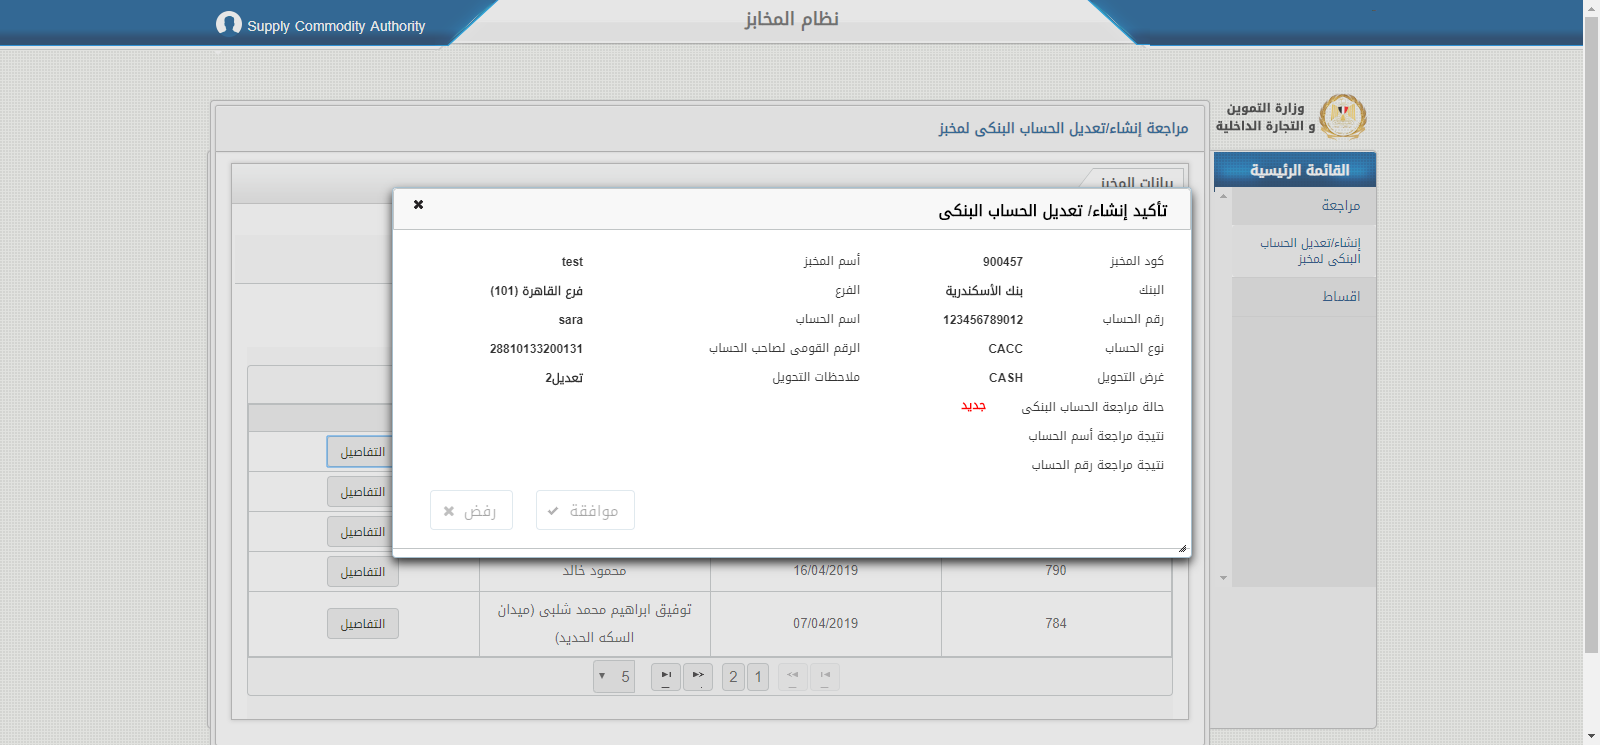 نظام المخابز
Supply Commodity Authority
وزارة التموين
و التجارة الداخلية
القائمة الرئيسية
مراجعة
إنشاء/تعديل الحساب
البنكى لمخبز
اقساط
مراجعة إنشاء/تعديل الحساب البنكى لمخبز
بيانات المخبز
تأكيد إنشاء/ تعديل الحساب البنكى
كود المخبز 900457 أسم المخبز test
البنك بنك الأسكندرية الفرع فرع القاهرة (101)
رقم الحساب 123456789012 اسم الحساب sara
نوع الحساب CACC الرقم القومى لصاحب الحساب 28810133200131
غرض التحويل CASH ملاحظات التحويل تعديل2
حالة مراجعة الحساب البنكى جديد
نتيجة مراجعة أسم الحساب
نتيجة مراجعة رقم الحساب
موافقة رفض
التفاصيل
التفاصيل
التفاصيل
790 16/04/2019 محمود خالد التفاصيل
784 07/04/2019 توفيق ابراهيم محمد شلبى (ميدان
السكه الحديد) التفاصيل
1 2 5